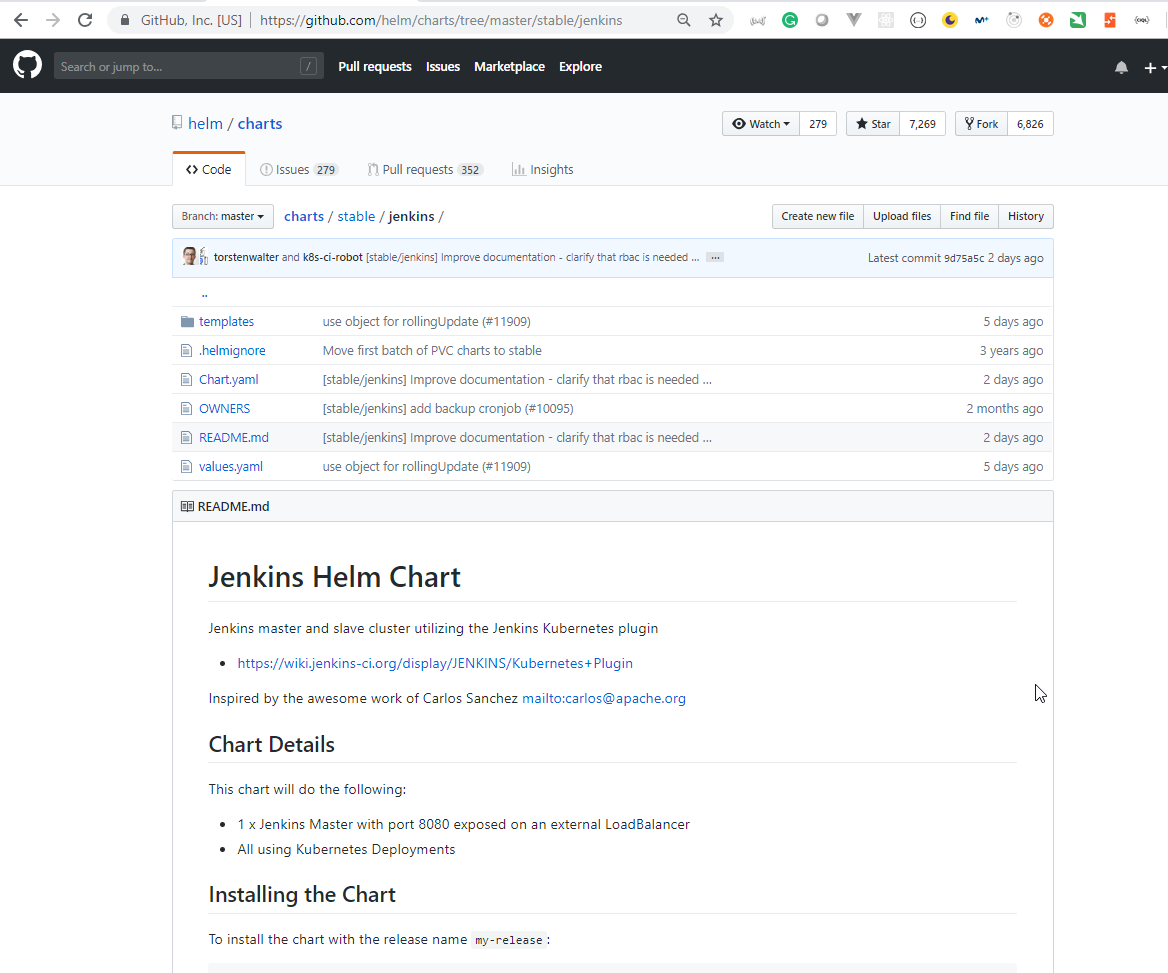 GitHub, Inc. [US] | https://github.com/helm/charts/tree/master/stable/jenkins
Search or jump to... / Pull requests Issues Marketplace Explore
helm / charts Watch 279 Star 7,269 Fork 6,826
Code Issues 279 Pull requests 352 Insights
Branch: master charts / stable / jenkins / Create new file Upload files Find file History
torstenwalter and k8s-ci-robot [stable/jenkins] Improve documentation - clarify that rbac is needed ... ... Latest commit 9d75a5c 2 days ago
..
templates use object for rollingUpdate (#11909) 5 days ago
.helmignore Move first batch of PVC charts to stable 3 years ago
Chart.yaml [stable/jenkins] Improve documentation - clarify that rbac is needed ... 2 days ago
OWNERS [stable/jenkins] add backup cronjob (#10095) 2 months ago
README.md [stable/jenkins] Improve documentation - clarify that rbac is needed ... 2 days ago
values.yaml use object for rollingUpdate (#11909) 5 days ago
README.md
Jenkins Helm Chart
Jenkins master and slave cluster utilizing the Jenkins Kubernetes plugin
• https://wiki.jenkins-ci.org/display/JENKINS/Kubernetes+Plugin
Inspired by the awesome work of Carlos Sanchez mailto:carlos@apache.org
Chart Details
This chart will do the following:
• 1 x Jenkins Master with port 8080 exposed on an external LoadBalancer
• All using Kubernetes Deployments
Installing the Chart
To install the chart with the release name my-release :